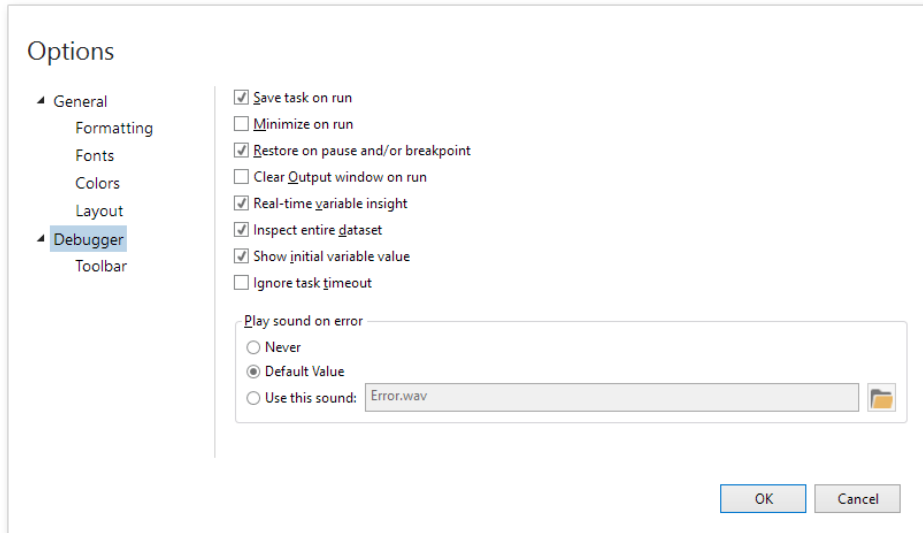 Options
General
Formatting
Fonts
Colors
Layout
Debugger
Toolbar
Save task on run
Minimize on run
Restore on pause and/or breakpoint
Clear Output window on run
Real-time variable insight
Inspect entire dataset
Show initial variable value
Ignore task timeout
Play sound on error
Never
Default Value
Use this sound: Error.wav
OK Cancel